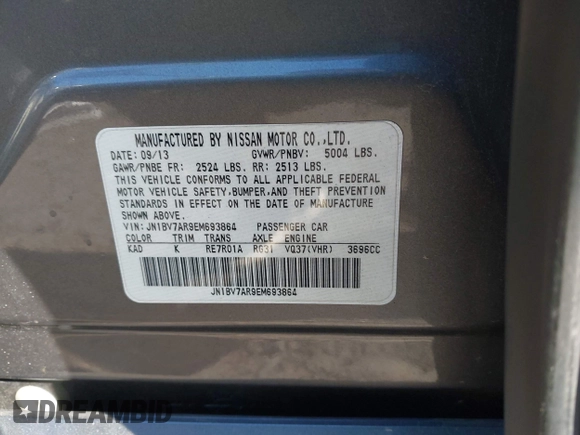 MANUFACTURED BY NISSAN MOTOR CO.,LTD.
DATE: 09/13 GVWR/PNBV: 5004 LBS.
GAWR/PNBE FR: 2524 LBS. RR: 2513 LBS.
THIS VEHICLE CONFORMS TO ALL APPLICABLE FEDERAL
MOTOR VEHICLE SAFETY,BUMPER,AND THEFT PREVENTION
STANDARDS IN EFFECT ON THE DATE OF MANUFACTURE
SHOWN ABOVE.
VIN: JN1BV7AR9EM693864 PASSENGER CAR
COLOR TRIM TRANS AXLE ENGINE
KAD K RE7R01A RG31 VQ37(VHR) 3696CC
JN1BV7AR9EM693864
DREAMBID